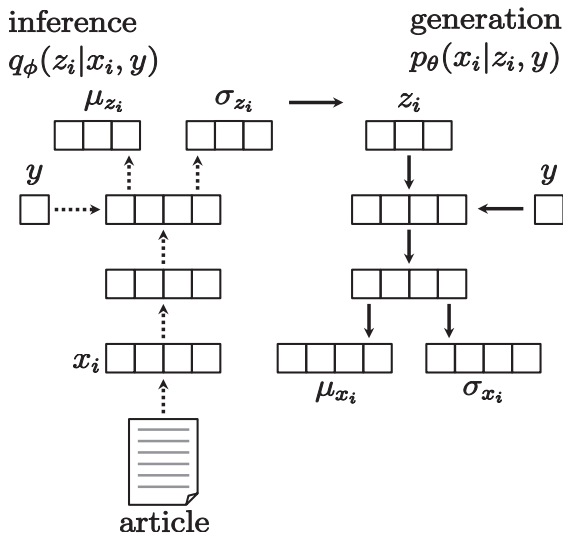 inference
q_ϕ(z_i|x_i, y)
μ_{z_i} σ_{z_i}
y
x_i
article
generation
p_θ(x_i|z_i, y)
z_i
y
μ_{x_i} σ_{x_i}